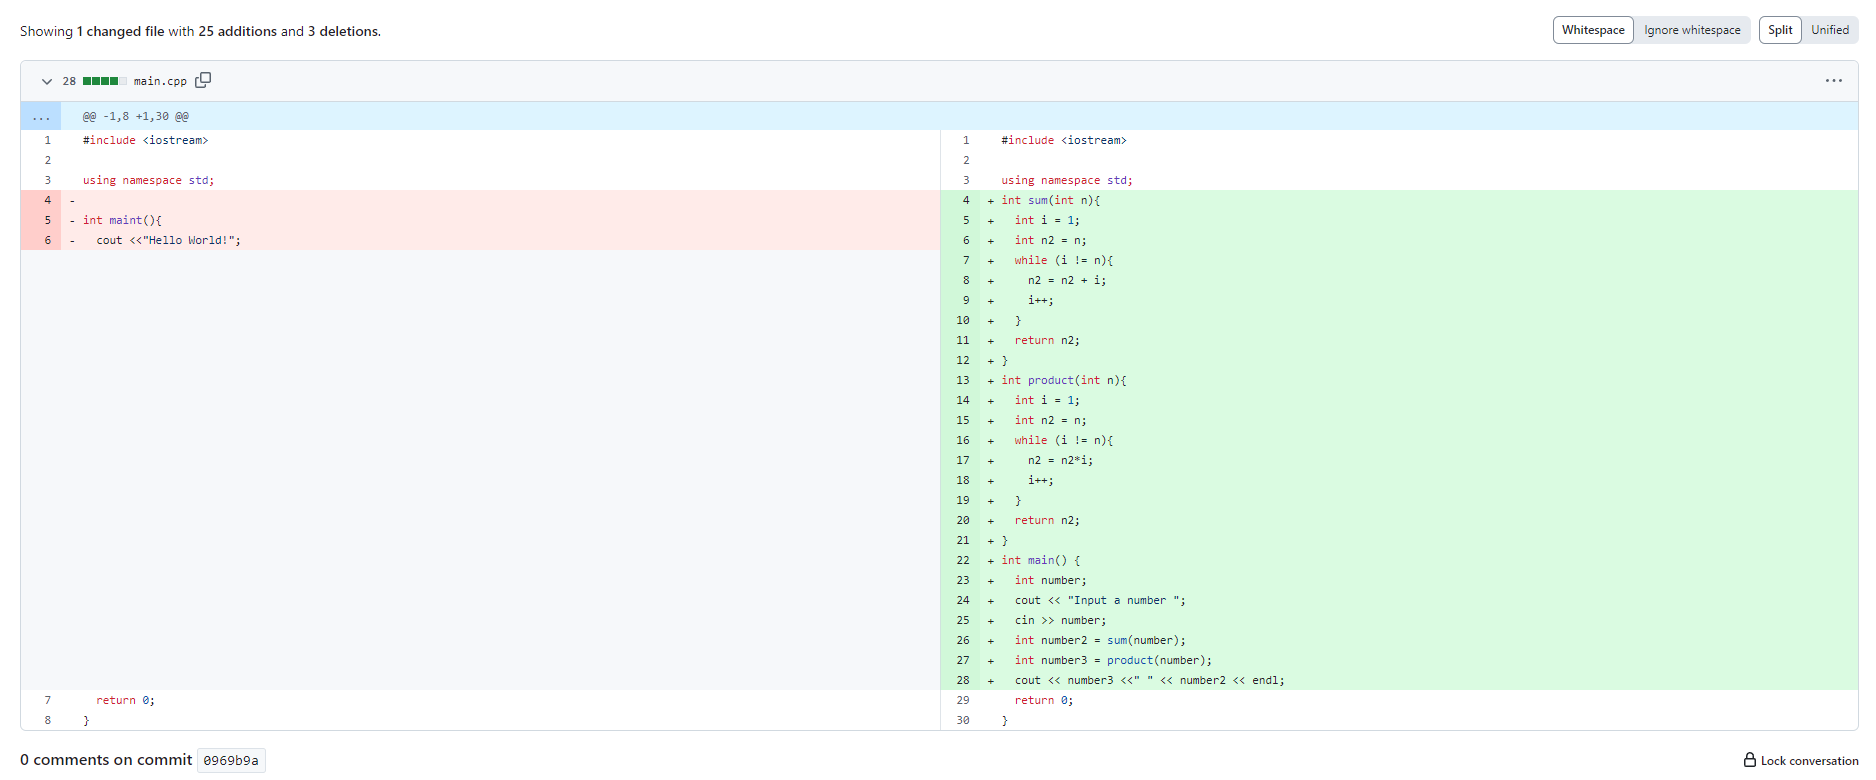 Showing 1 changed file with 25 additions and 3 deletions.
Whitespace Ignore whitespace Split Unified
28 main.cpp
... @@ -1,8 +1,30 @@
1 #include <iostream>
2
3 using namespace std;
4 -
5 - int maint(){
6 - cout <<"Hello World!";
7 return 0;
8 }
1 #include <iostream>
2
3 using namespace std;
4 + int sum(int n){
5 + int i = 1;
6 + int n2 = n;
7 + while (i != n){
8 + n2 = n2 + i;
9 + i++;
10 + }
11 + return n2;
12 + }
13 + int product(int n){
14 + int i = 1;
15 + int n2 = n;
16 + while (i != n){
17 + n2 = n2*i;
18 + i++;
19 + }
20 + return n2;
21 + }
22 + int main() {
23 + int number;
24 + cout << "Input a number ";
25 + cin >> number;
26 + int number2 = sum(number);
27 + int number3 = product(number);
28 + cout << number3 <<" " << number2 << endl;
29 return 0;
30 }
0 comments on commit 0969b9a
Lock conversation